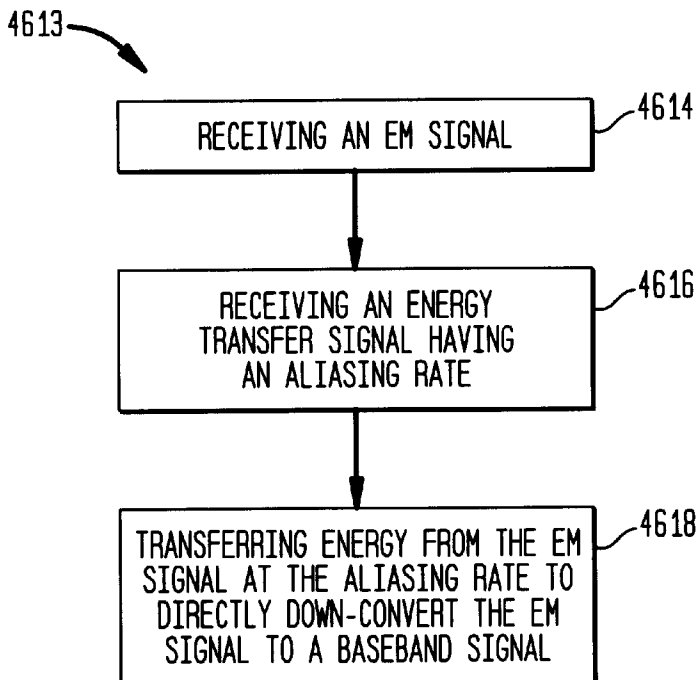 4613
RECEIVING AN EM SIGNAL
4614
RECEIVING AN ENERGY
TRANSFER SIGNAL HAVING
AN ALIASING RATE
4616
TRANSFERRING ENERGY FROM THE EM
SIGNAL AT THE ALIASING RATE TO
DIRECTLY DOWN-CONVERT THE EM
SIGNAL TO A BASEBAND SIGNAL
4618